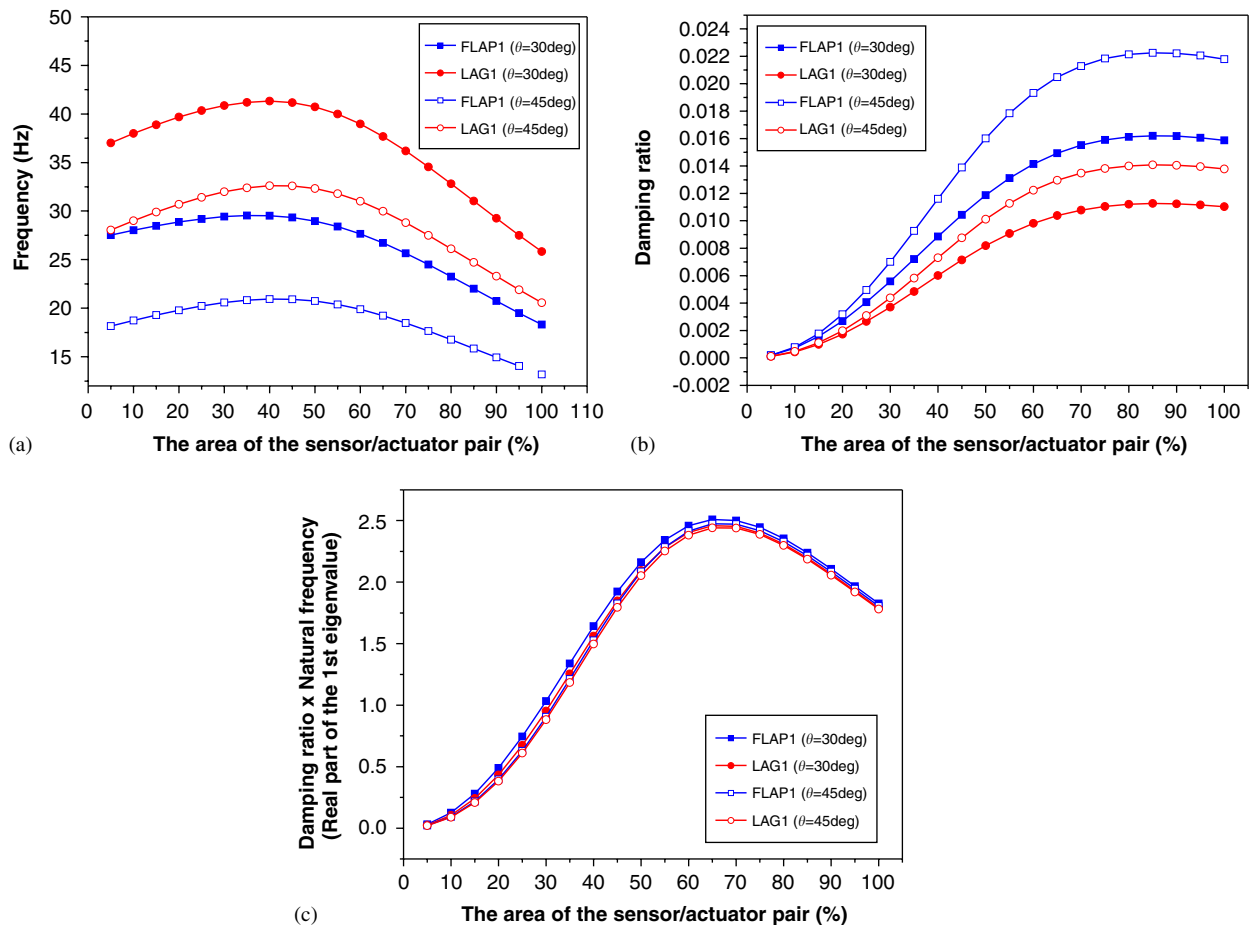 50
45
40
35
30
25
20
15
Frequency (Hz)
FLAP1 (θ=30deg)
LAG1 (θ=30deg)
FLAP1 (θ=45deg)
LAG1 (θ=45deg)
0 10 20 30 40 50 60 70 80 90 100 110
The area of the sensor/actuator pair (%)
(a)
0.022
0.020
0.018
0.016
0.014
0.012
0.010
0.008
0.006
0.004
0.002
0.000
-0.002
Damping ratio
FLAP1 (θ=30deg)
LAG1 (θ=30deg)
FLAP1 (θ=45deg)
LAG1 (θ=45deg)
0 10 20 30 40 50 60 70 80 90 100
The area of the sensor/actuator pair (%)
(b)
2.5
2.0
1.5
1.0
0.5
0.0
Damping ratio x Natural frequency
(Real part of the 1st eigenvalue)
FLAP1 (θ=30deg)
LAG1 (θ=30deg)
FLAP1 (θ=45deg)
LAG1 (θ=45deg)
0 10 20 30 40 50 60 70 80 90 100
The area of the sensor/actuator pair (%)
(c)